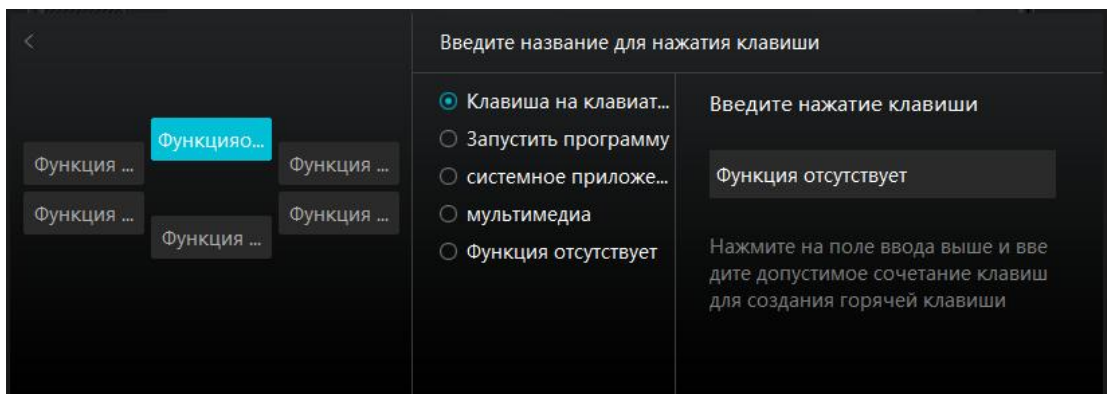 <
Введите название для нажатия клавиши
Функцияо...
Функция ...
Функция ...
Функция ...
Функция ...
Функция ...
Клавиша на клавиат...
Запустить программу
системное приложе...
мультимедиа
Функция отсутствует
Введите нажатие клавиши
Функция отсутствует
Нажмите на поле ввода выше и вве
дите допустимое сочетание клавиш
для создания горячей клавиши